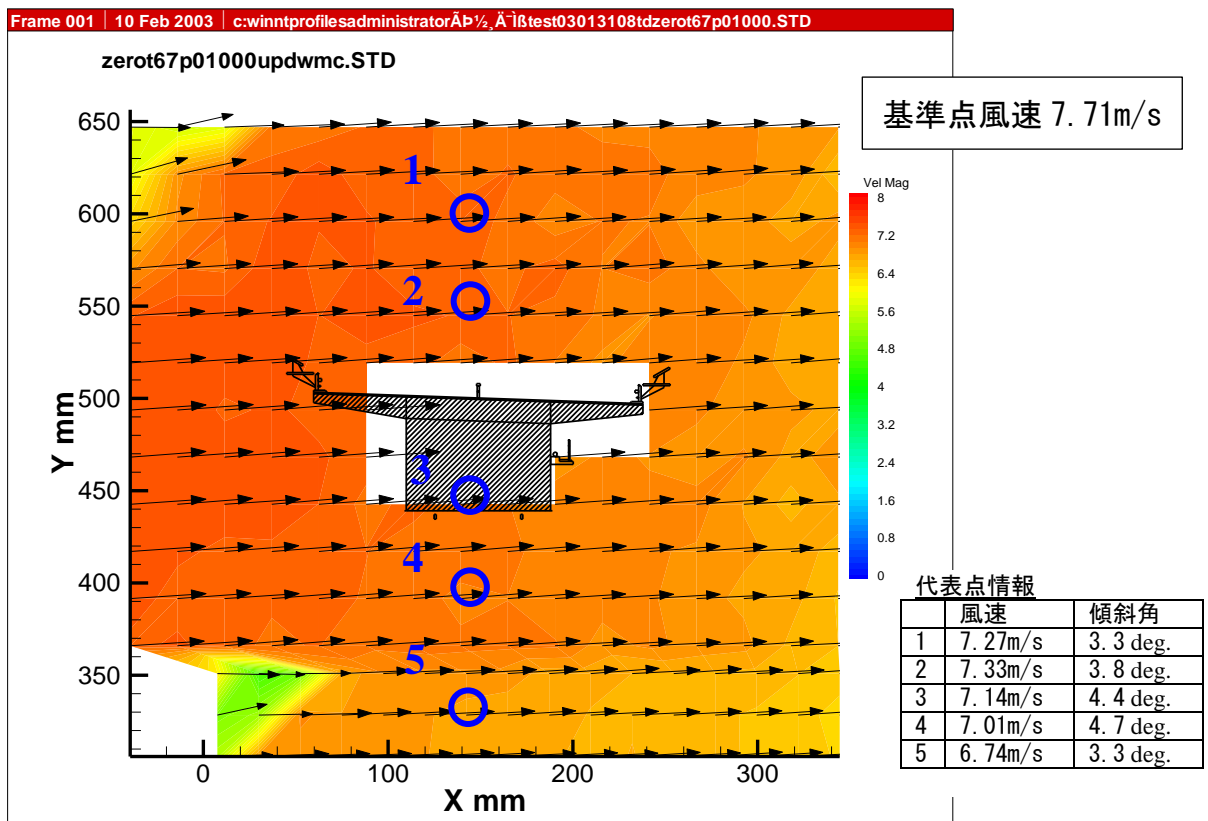 Frame 001 | 10 Feb 2003 | c:winntprofilesadministratorÃÞ½‚Ä¯Ìßtest03013108tdzerot67p01000.STD
zerot67p01000updwmc.STD
基準点風速 7.71m/s
650
600
550
500
450
400
350
Y mm
0
100
200
300
X mm
1
2
3
4
5
Vel Mag
8
7.2
6.4
5.6
4.8
4
3.2
2.4
1.6
0.8
0
代表点情報
風速 傾斜角
1 7.27m/s 3.3 deg.
2 7.33m/s 3.8 deg.
3 7.14m/s 4.4 deg.
4 7.01m/s 4.7 deg.
5 6.74m/s 3.3 deg.